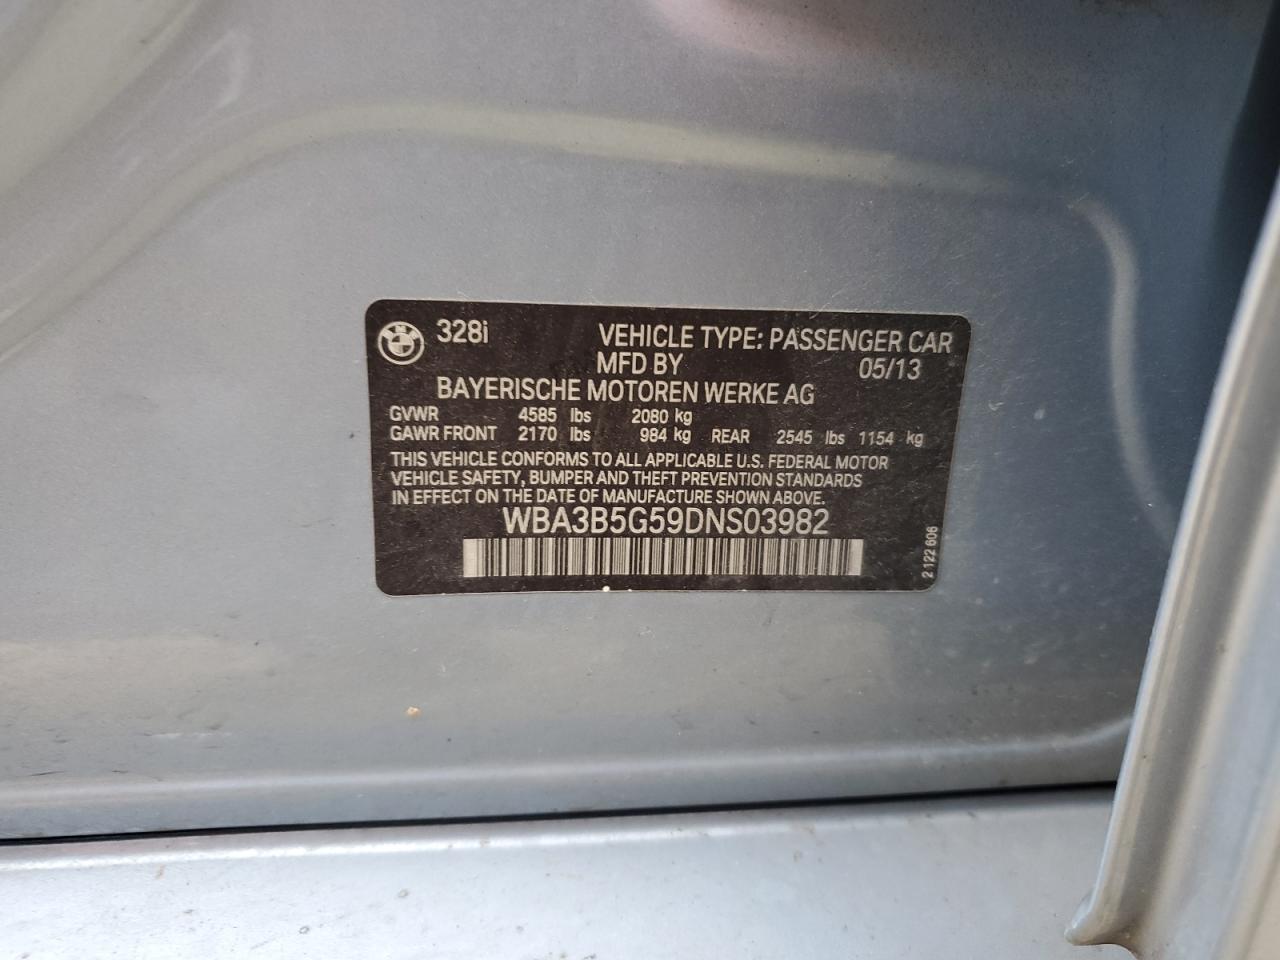 328i VEHICLE TYPE: PASSENGER CAR
MFD BY 05/13
BAYERISCHE MOTOREN WERKE AG
GVWR 4585 lbs 2080 kg
GAWR FRONT 2170 lbs 984 kg REAR 2545 lbs 1154 kg
THIS VEHICLE CONFORMS TO ALL APPLICABLE U.S. FEDERAL MOTOR
VEHICLE SAFETY, BUMPER AND THEFT PREVENTION STANDARDS
IN EFFECT ON THE DATE OF MANUFACTURE SHOWN ABOVE.
WBA3B5G59DNS03982
2 122 606